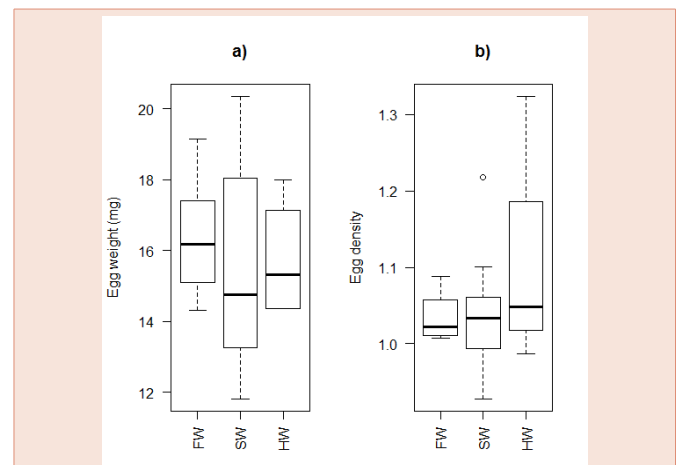 a)
Egg weight (mg)
20
18
16
14
12
FW
SW
HW
b)
Egg density
1.3
1.2
1.1
1.0
FW
SW
HW